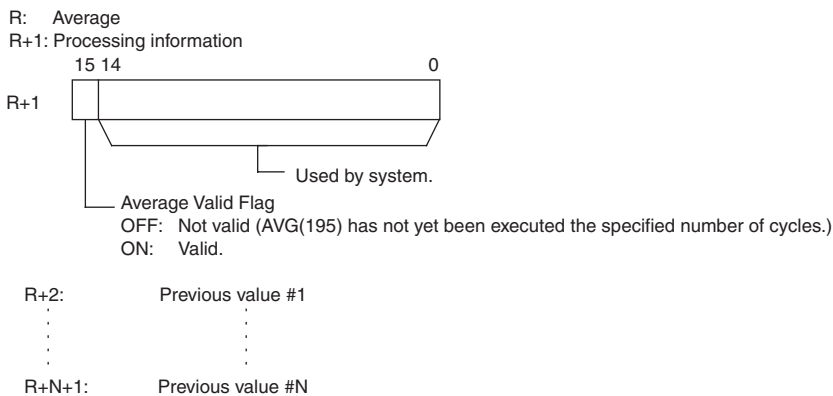 R: Average
R+1: Processing information
15 14 0
R+1
Used by system.
Average Valid Flag
OFF: Not valid (AVG(195) has not yet been executed the specified number of cycles.)
ON: Valid.
R+2: Previous value #1
R+N+1: Previous value #N